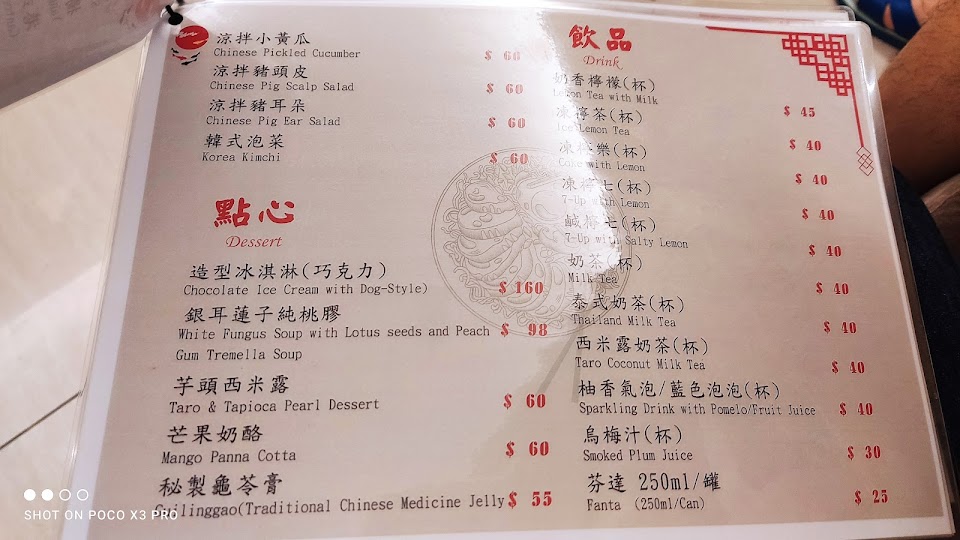 涼拌小黃瓜
Chinese Pickled Cucumber $ 60
涼拌豬頭皮
Chinese Pig Scalp Salad $ 60
涼拌豬耳朵
Chinese Pig Ear Salad $ 60
韓式泡菜
Korea Kimchi $ 60
點心
Dessert
造型冰淇淋(巧克力)
Chocolate Ice Cream with Dog-Style) $160
銀耳蓮子純桃膠
White Fungus Soup with Lotus seeds and Peach $ 98
Gum Tremella Soup
芋頭西米露
Taro & Tapioca Pearl Dessert $ 60
芒果奶酪
Mango Panna Cotta $ 60
秘製龜苓膏
Guilinggao(Traditional Chinese Medicine Jelly $ 55
飲品
Drink
奶香檸檬(杯)
Lemon Tea with Milk $ 45
凍檸茶(杯)
Ice Lemon Tea $ 40
凍檸樂(杯)
Coke with Lemon $ 40
凍檸七(杯)
7-Up with Lemon $ 40
鹹檸七(杯)
7-Up with Salty Lemon $ 40
奶茶(杯)
Milk Tea $ 40
泰式奶茶(杯)
Thailand Milk Tea $ 40
西米露奶茶(杯)
Taro Coconut Milk Tea $ 40
柚香氣泡/藍色泡泡(杯)
Sparkling Drink with Pomelo/Fruit Juice $ 40
烏梅汁(杯)
Smoked Plum Juice $ 30
芬達 250ml/罐
Fanta (250ml/Can) $ 25
SHOT ON POCO X3 PRO